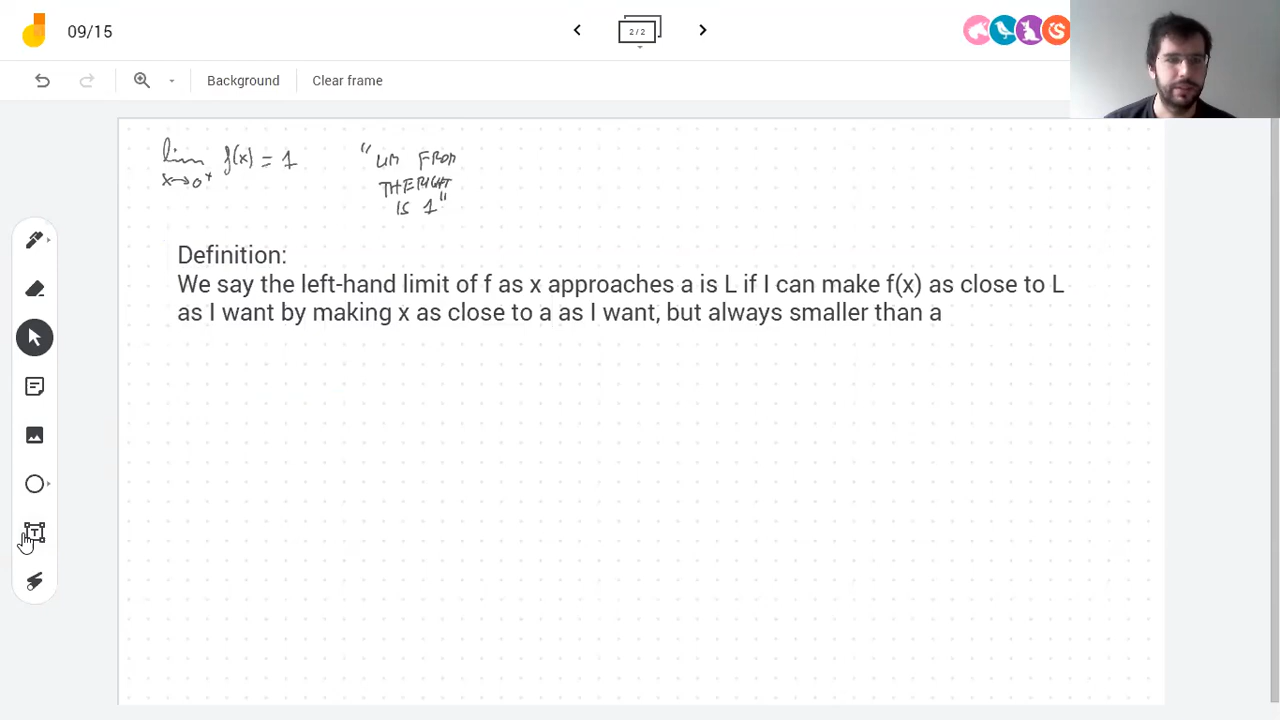 09/15
2/2
Background
Clear frame
lim f(x) = 1
x→0⁺
"LIM FROM
THE RIGHT
IS 1"
Definition:
We say the left-hand limit of f as x approaches a is L if I can make f(x) as close to L
as I want by making x as close to a as I want, but always smaller than a